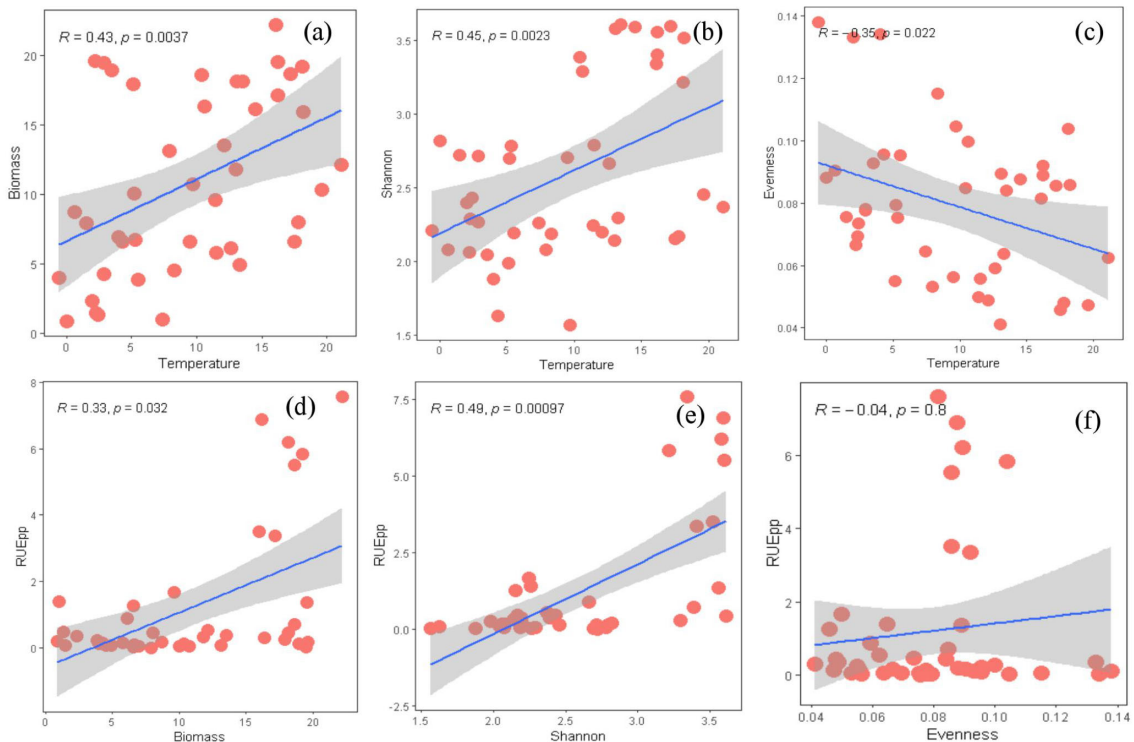 R = 0.43, p = 0.0037
(a)
20
15
10
5
0
Biomass
0 5 10 15 20
Temperature
R = 0.45, p = 0.0023
(b)
3.5
3.0
2.5
2.0
1.5
Shannon
0 5 10 15 20
Temperature
R = −0.35, p = 0.022
(c)
0.14
0.12
0.10
0.08
0.06
0.04
Evenness
0 5 10 15 20
Temperature
R = 0.33, p = 0.032
(d)
8
6
4
2
0
RUEpp
0 5 10 15 20
Biomass
R = 0.49, p = 0.00097
(e)
7.5
5.0
2.5
0.0
-2.5
RUEpp
1.5 2.0 2.5 3.0 3.5
Shannon
R = −0.04, p = 0.8
(f)
6
4
2
0
RUEpp
0.04 0.06 0.08 0.10 0.12 0.14
Evenness